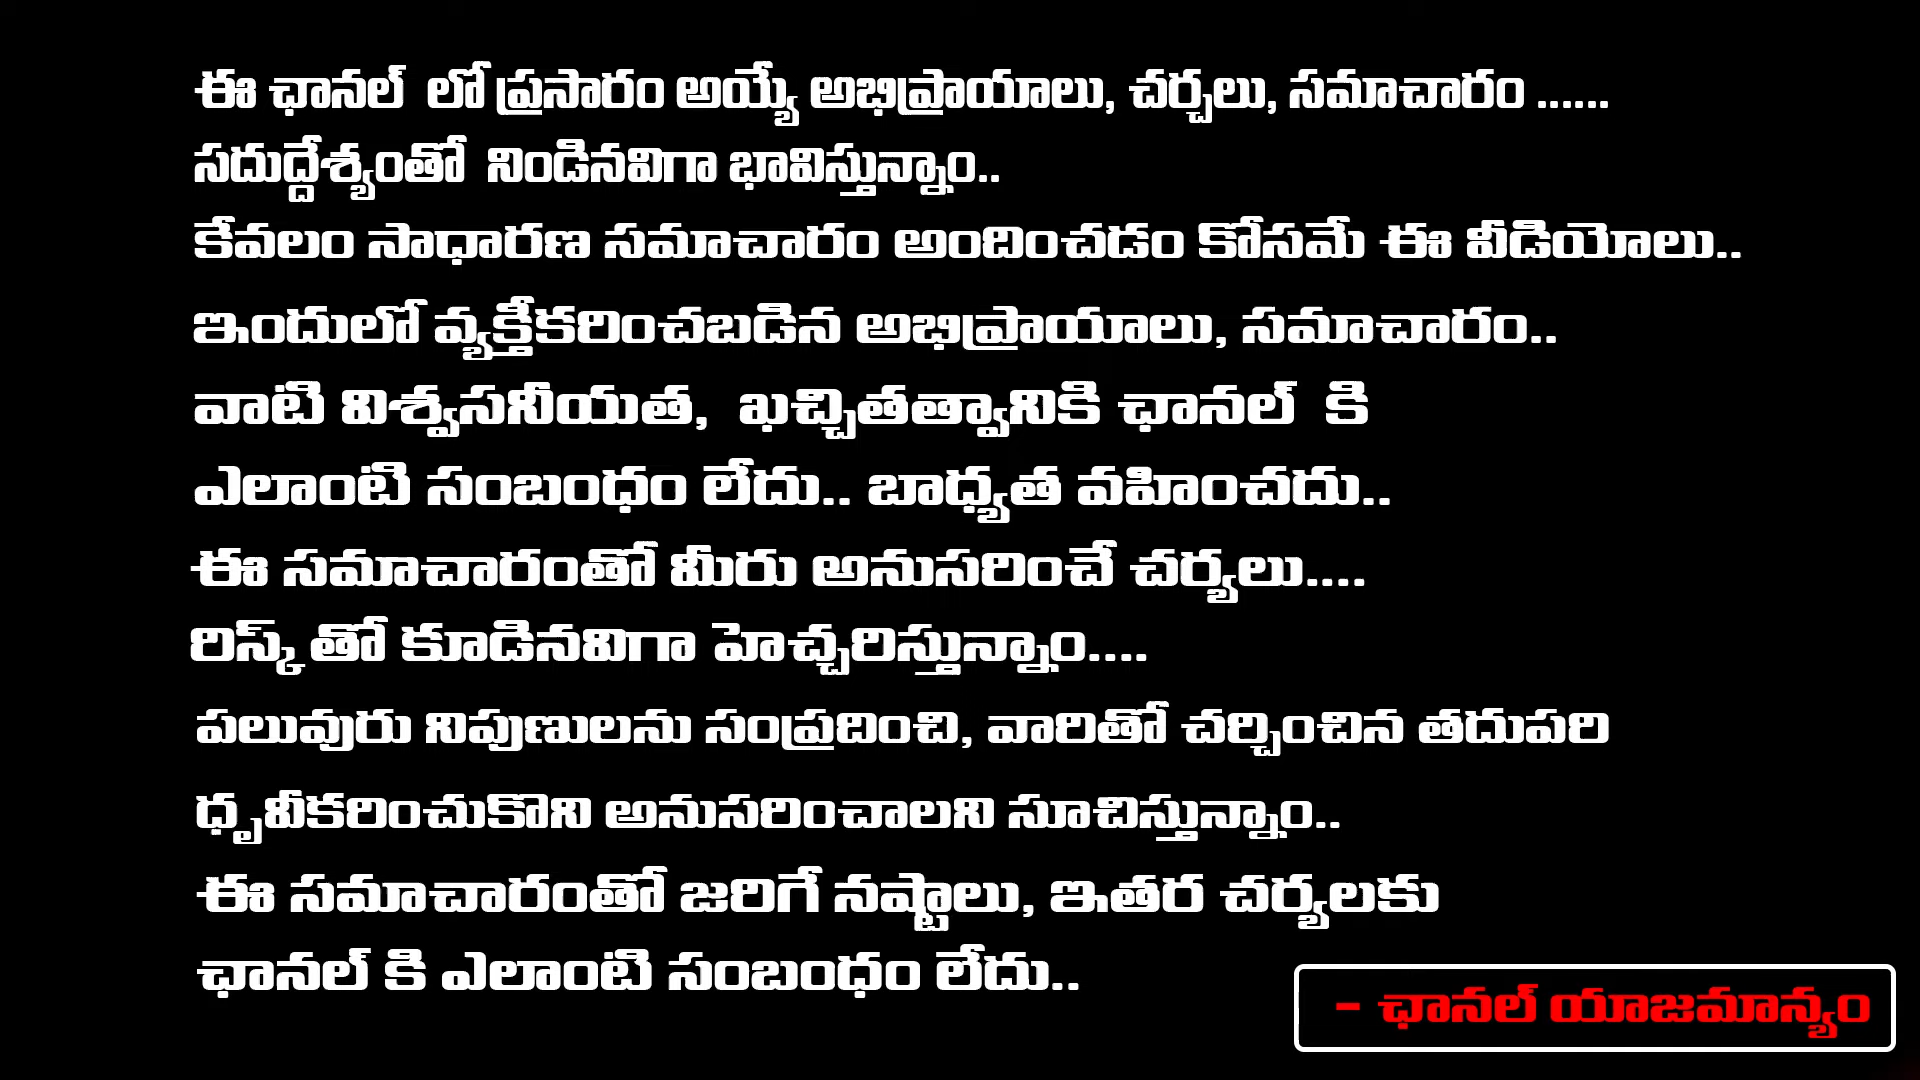 ఈ ఛానల్ లో ప్రసారం అయ్యే అభిప్రాయాలు, చర్చలు, సమాచారం ......
సదుద్దేశ్యంతో నిండినవిగా భావిస్తున్నాం..
కేవలం సాధారణ సమాచారం అందించడం కోసమే ఈ వీడియోలు..
ఇందులో వ్యక్తీకరించబడిన అభిప్రాయాలు, సమాచారం..
వాటి విశ్వసనీయత, ఖచ్చితత్వానికి ఛానల్ కి
ఎలాంటి సంబంధం లేదు.. బాధ్యత వహించదు..
ఈ సమాచారంతో మీరు అనుసరించే చర్యలు....
రిస్క్ తో కూడినవిగా హెచ్చరిస్తున్నాం....
పలువురు నిపుణులను సంప్రదించి, వారితో చర్చించిన తదుపరి
ధృవీకరించుకొని అనుసరించాలని సూచిస్తున్నాం..
ఈ సమాచారంతో జరిగే నష్టాలు, ఇతర చర్యలకు
ఛానల్ కి ఎలాంటి సంబంధం లేదు..
- ఛానల్ యాజమాన్యం